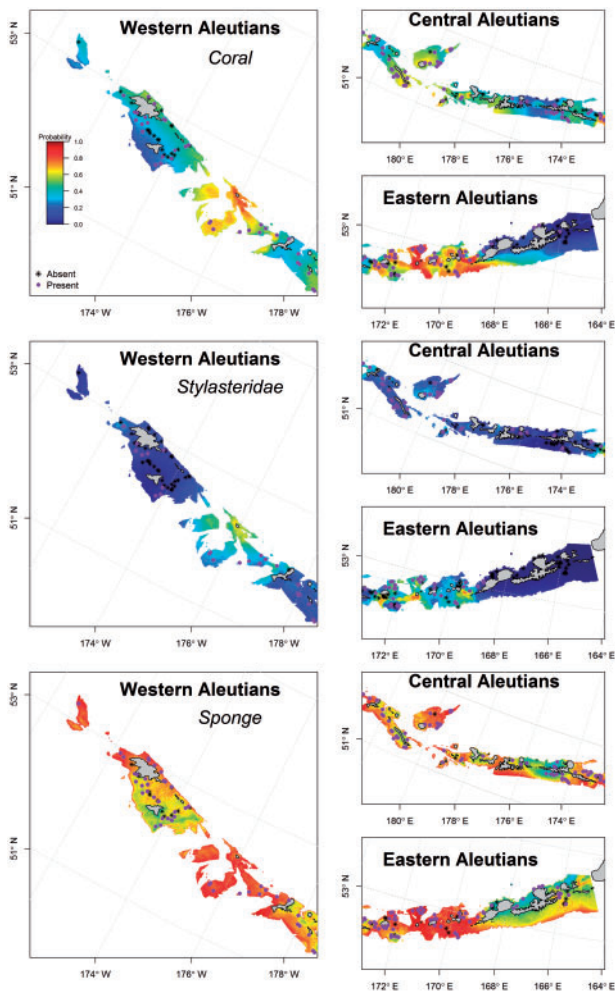 Western Aleutians
Coral
53° N
51° N
Probability
1.0
0.8
0.6
0.4
0.2
0.0
Absent
Present
174° W
176° W
178° W
Central Aleutians
51° N
180° E
178° E
176° E
174° E
172° E
Eastern Aleutians
53° N
172° E
170° E
168° E
166° E
164° E
Western Aleutians
Stylasteridae
53° N
51° N
174° W
176° W
178° W
Central Aleutians
51° N
180° E
178° E
176° E
174° E
172° E
Eastern Aleutians
53° N
172° E
170° E
168° E
166° E
164° E
Western Aleutians
Sponge
53° N
51° N
174° W
176° W
178° W
Central Aleutians
51° N
180° E
178° E
176° E
174° E
172° E
Eastern Aleutians
53° N
172° E
170° E
168° E
166° E
164° E